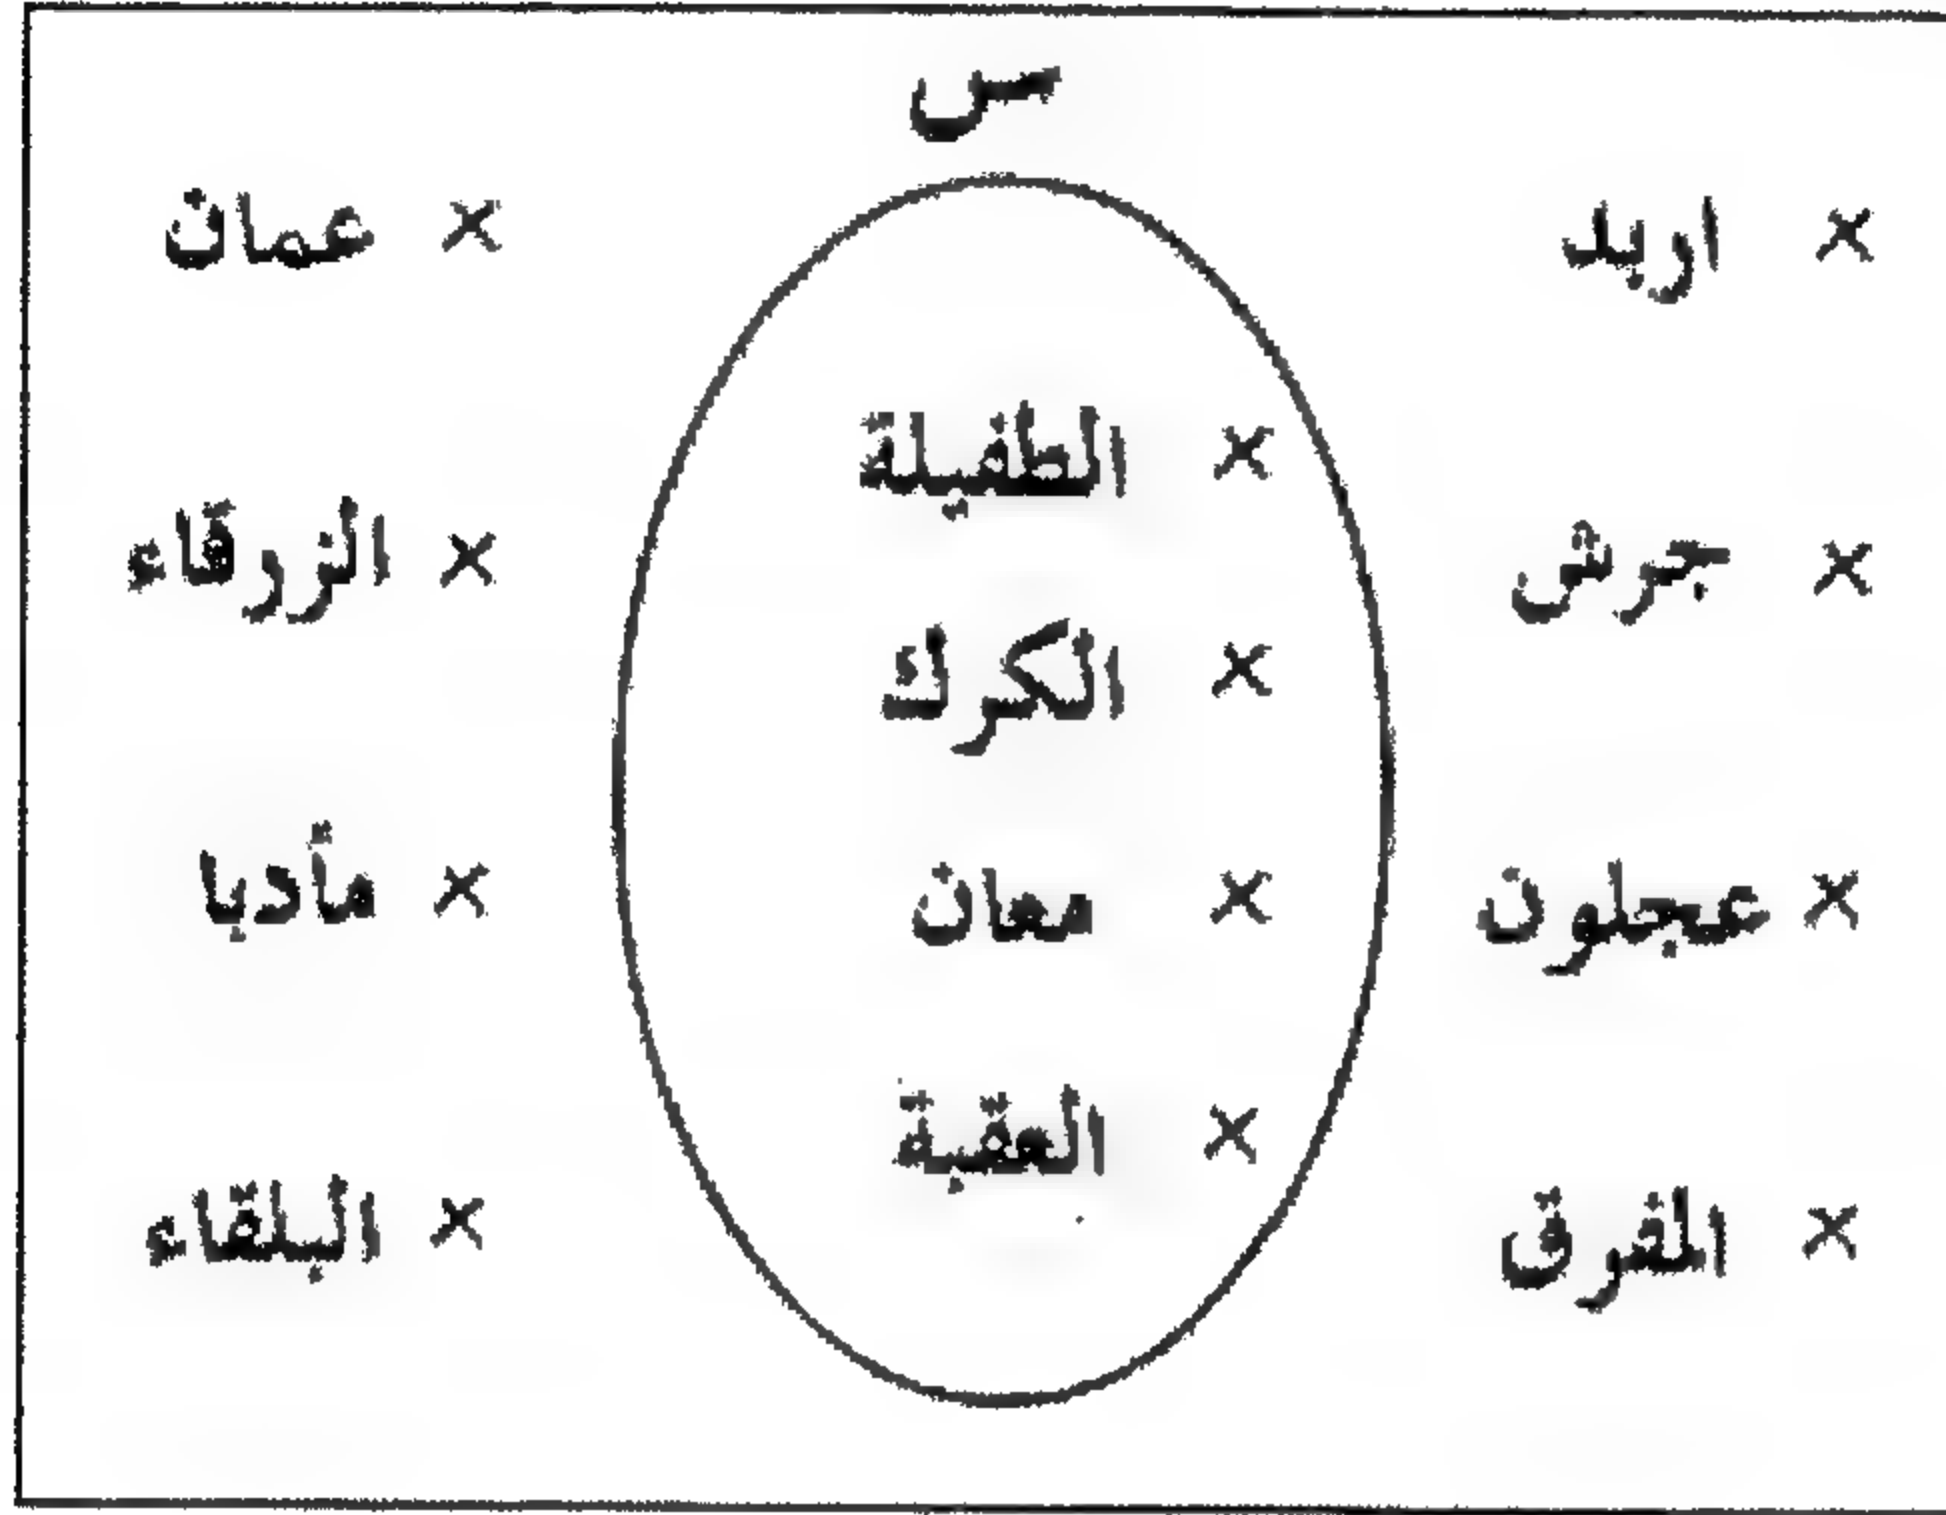 س
× اربد
× عمان
× الطفيلة
× جرش
× الزرقاء
× الكرك
× عجلون
× معان
× مأدبا
× العقبة
× المفرق
× البلقاء